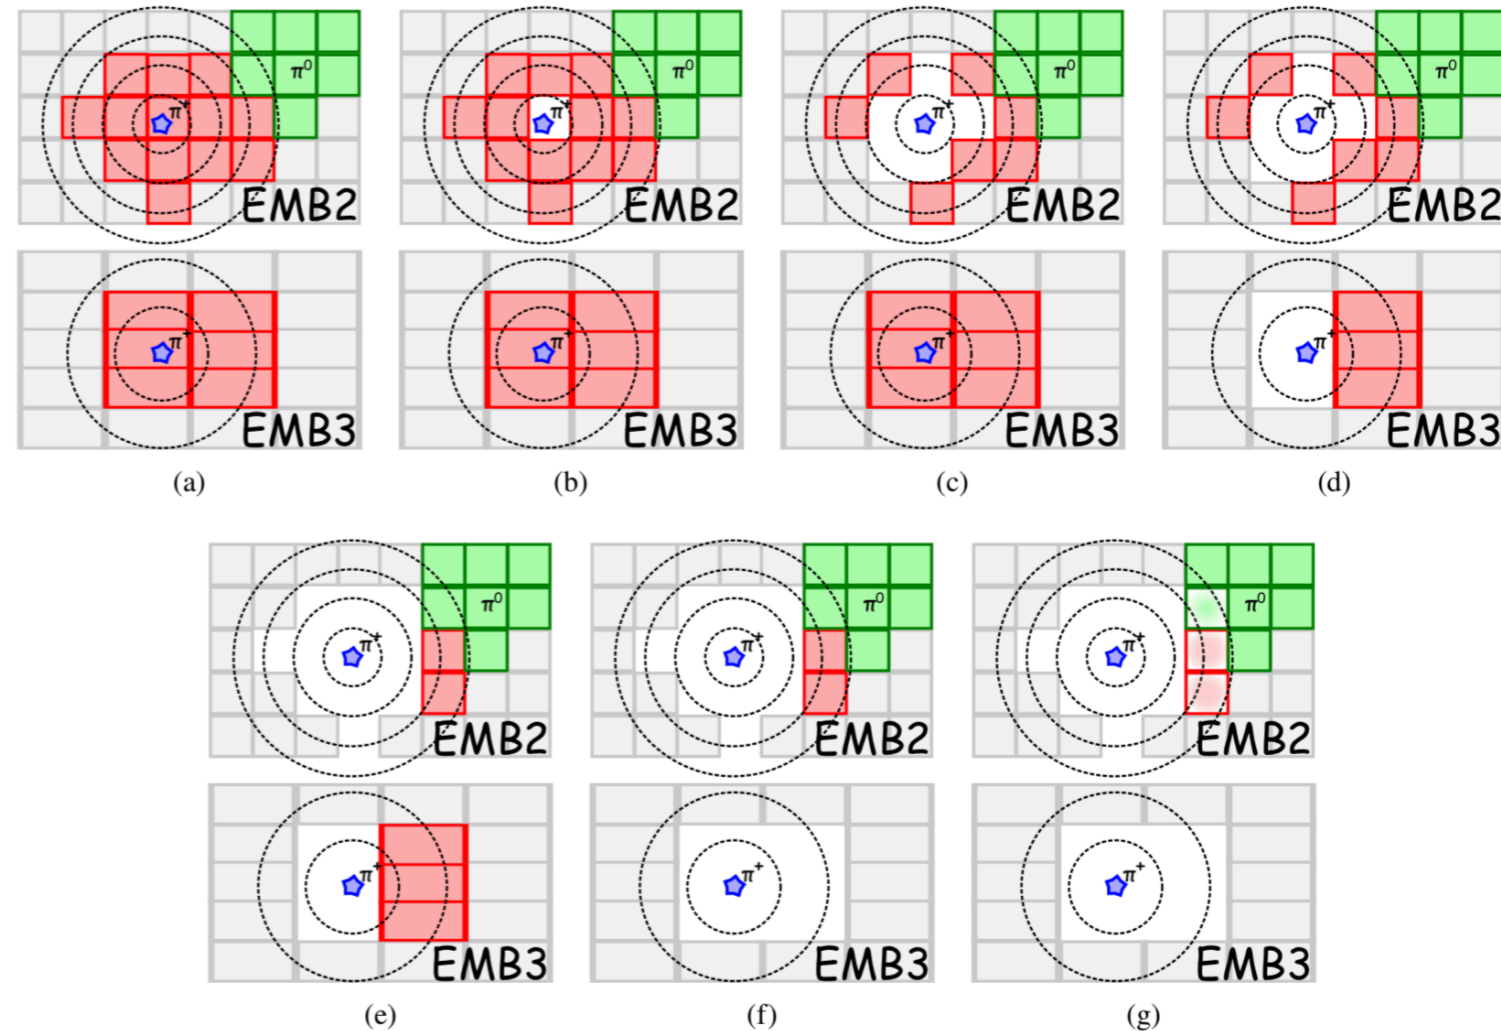 π⁰ π⁰ π⁰ π⁰
π⁺ π⁺ π⁺ π⁺
EMB2 EMB2 EMB2 EMB2
π⁺ π⁺ π⁺ π⁺
EMB3 EMB3 EMB3 EMB3
(a) (b) (c) (d)
π⁰ π⁰ π⁰
π⁺ π⁺ π⁺
EMB2 EMB2 EMB2
π⁺ π⁺ π⁺
EMB3 EMB3 EMB3
(e) (f) (g)